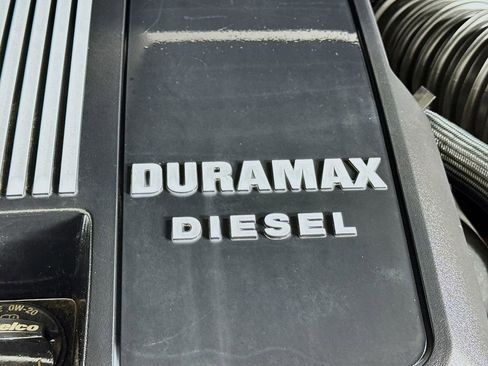 DURAMAX
DIESEL
0W-20
elco